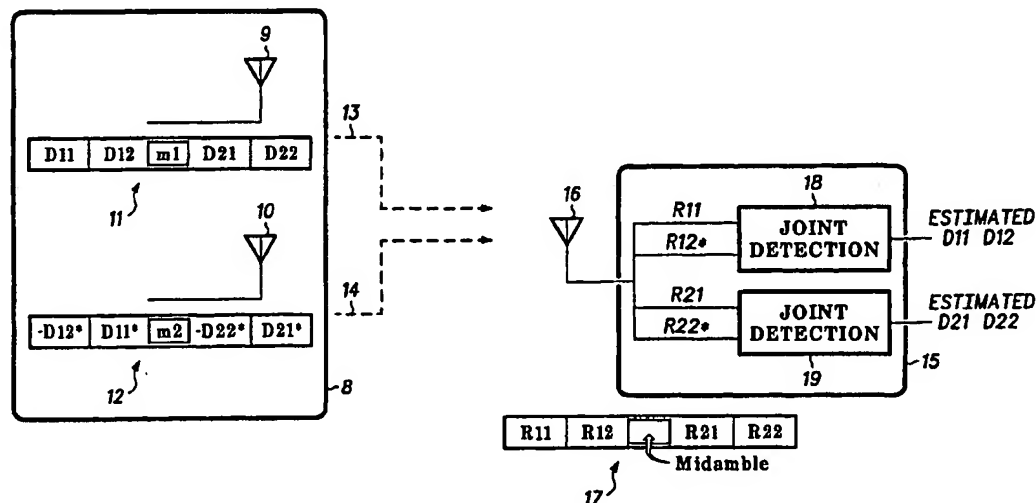 9
13
D11 D12 m1 D21 D22
11
10
14
-D12* D11* m2 -D22* D21*
12
8
16
18
R11
R12*
JOINT
DETECTION
ESTIMATED
D11 D12
R21
R22*
JOINT
DETECTION
ESTIMATED
D21 D22
19
15
R11 R12 R21 R22
Midamble
17